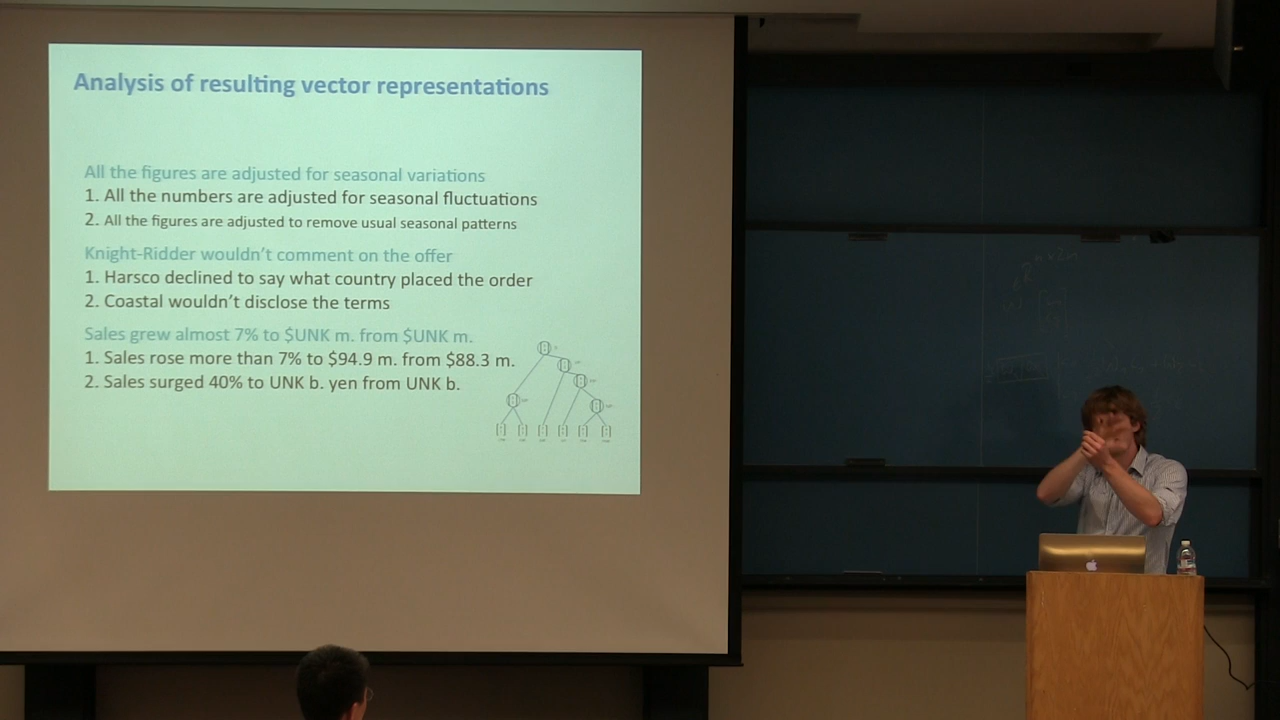 Analysis of resulting vector representations
All the figures are adjusted for seasonal variations
1. All the numbers are adjusted for seasonal fluctuations
2. All the figures are adjusted to remove usual seasonal patterns
Knight-Ridder wouldn't comment on the offer
1. Harsco declined to say what country placed the order
2. Coastal wouldn't disclose the terms
Sales grew almost 7% to $UNK m. from $UNK m.
1. Sales rose more than 7% to $94.9 m. from $88.3 m.
2. Sales surged 40% to UNK b. yen from UNK b.